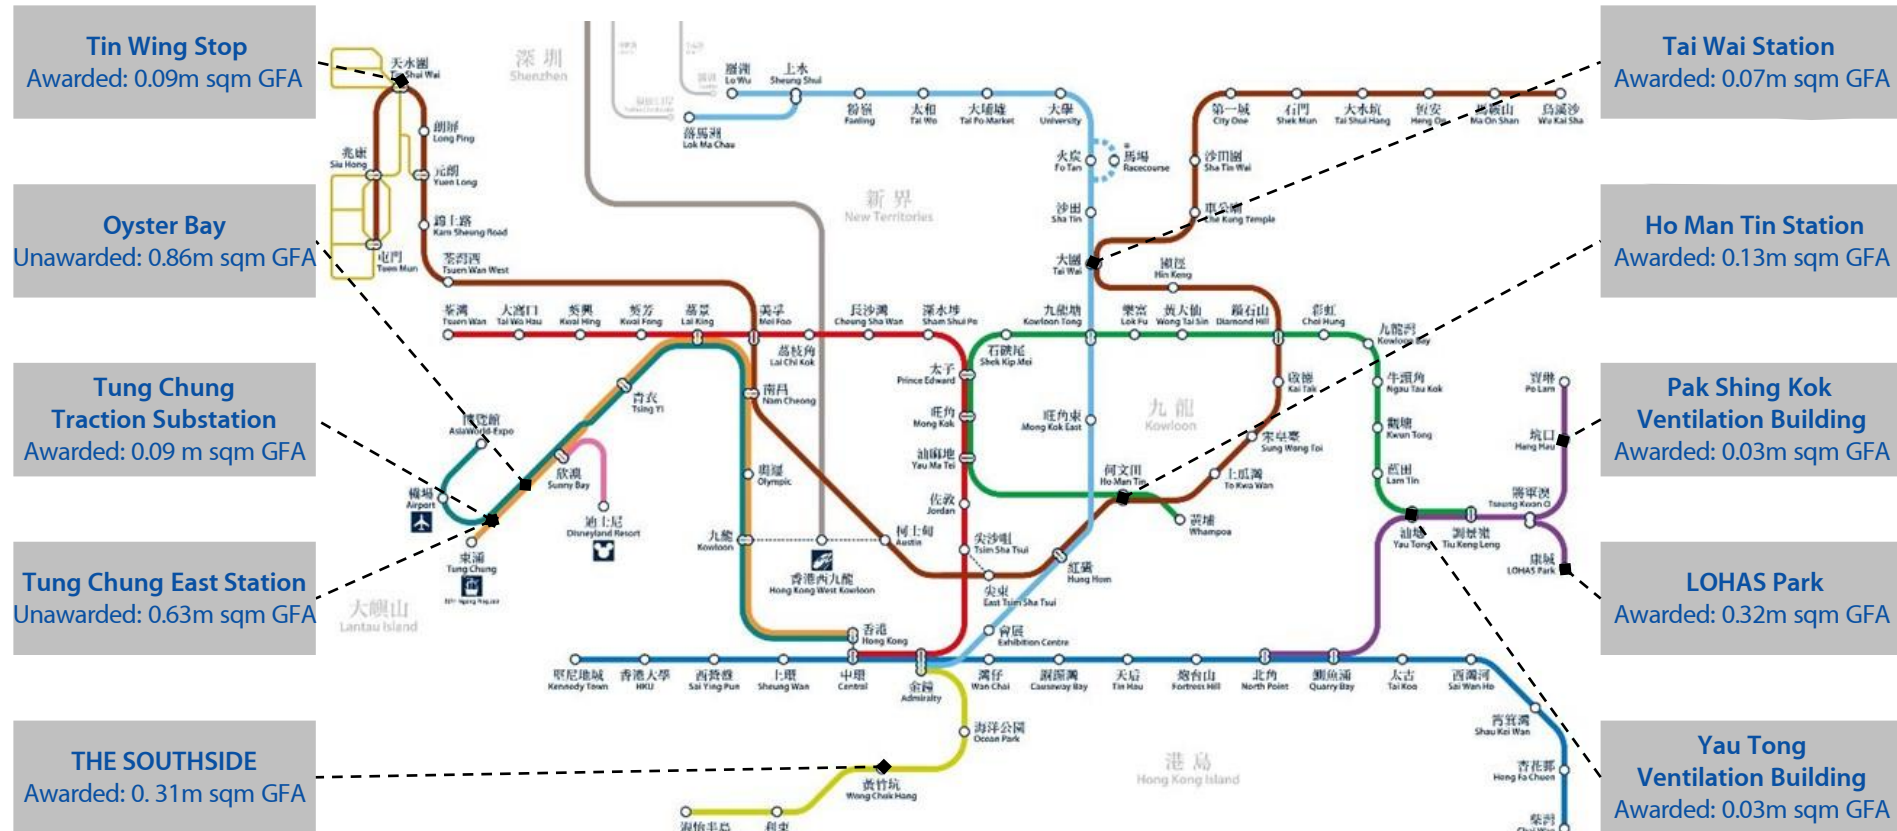 Tin Wing Stop
Awarded: 0.09m sqm GFA
Oyster Bay
Unawarded: 0.86m sqm GFA
Tung Chung
Traction Substation
Awarded: 0.09 m sqm GFA
Tung Chung East Station
Unawarded: 0.63m sqm GFA
THE SOUTHSIDE
Awarded: 0. 31m sqm GFA
Tai Wai Station
Awarded: 0.07m sqm GFA
Ho Man Tin Station
Awarded: 0.13m sqm GFA
Pak Shing Kok
Ventilation Building
Awarded: 0.03m sqm GFA
LOHAS Park
Awarded: 0.32m sqm GFA
Yau Tong
Ventilation Building
Awarded: 0.03m sqm GFA
深圳
Shenzhen
新界
New Territories
九龍
Kowloon
大嶼山
Lantau Island
港島
Hong Kong Island
天水圍
Shui Wai
朗屏
Long Ping
兆康
Siu Hong
元朗
Yuen Long
錦上路
Kam Sheung Road
屯門
Tuen Mun
荃灣西
Tsuen Wan West
羅湖
Lo Wu
上水
Sheung Shui
落馬洲
Lok Ma Chau
粉嶺
Fanling
太和
Tai Wo
大埔墟
Tai Po Market
大學
University
火炭
Fo Tan
馬場
Racecourse
沙田
Sha Tin
大圍
Tai Wai
第一城
City One
石門
Shek Mun
大水坑
Tai Shui Hang
恆安
Heng On
馬鞍山
Ma On Shan
烏溪沙
Wu Kai Sha
沙田圍
Sha Tin Wai
車公廟
Che Kung Temple
顯徑
Hin Keng
荃灣
Tsuen Wan
大窩口
Tai Wo Hau
葵興
Kwai Hing
葵芳
Kwai Fong
荔景
Lai King
美孚
Mei Foo
荔枝角
Lai Chi Kok
長沙灣
Cheung Sha Wan
深水埗
Sham Shui Po
石硤尾
Shek Kip Mei
九龍塘
Kowloon Tong
樂富
Lok Fu
黃大仙
Wong Tai Sin
鑽石山
Diamond Hill
彩虹
Choi Hung
九龍灣
Kowloon Bay
太子
Prince Edward
旺角
Mong Kok
油麻地
Yau Ma Tei
佐敦
Jordan
尖沙咀
Tsim Sha Tsui
尖東
East Tsim Sha Tsui
南昌
Nam Cheong
奧運
Olympic
九龍
Kowloon
柯士甸
Austin
香港西九龍
Hong Kong West Kowloon
旺角東
Mong Kok East
何文田
Ho Man Tin
黃埔
Whampoa
紅磡
Hung Hom
啟德
Kai Tak
宋皇臺
Sung Wong Toi
土瓜灣
To Kwa Wan
牛頭角
Ngau Tau Kok
觀塘
Kwun Tong
藍田
Lam Tin
油塘
Yau Tong
調景嶺
Tiu Keng Leng
將軍澳
Tseung Kwan O
寶琳
Po Lam
坑口
Hang Hau
康城
LOHAS Park
青衣
Tsing Yi
博覽館
AsiaWorld-Expo
機場
Airport
欣澳
Sunny Bay
迪士尼
Disneyland Resort
東涌
Tung Chung
香港
Hong Kong
會展
Exhibition Centre
堅尼地城
Kennedy Town
香港大學
HKU
西營盤
Sai Ying Pun
上環
Sheung Wan
中環
Central
金鐘
Admiralty
灣仔
Wan Chai
銅鑼灣
Causeway Bay
天后
Tin Hau
炮台山
Fortress Hill
北角
North Point
鰂魚涌
Quarry Bay
太古
Tai Koo
西灣河
Sai Wan Ho
筲箕灣
Shau Kei Wan
杏花邨
Heng Fa Chuen
柴灣
海洋公園
Ocean Park
黃竹坑
Wong Chuk Hang
海怡半島
利東